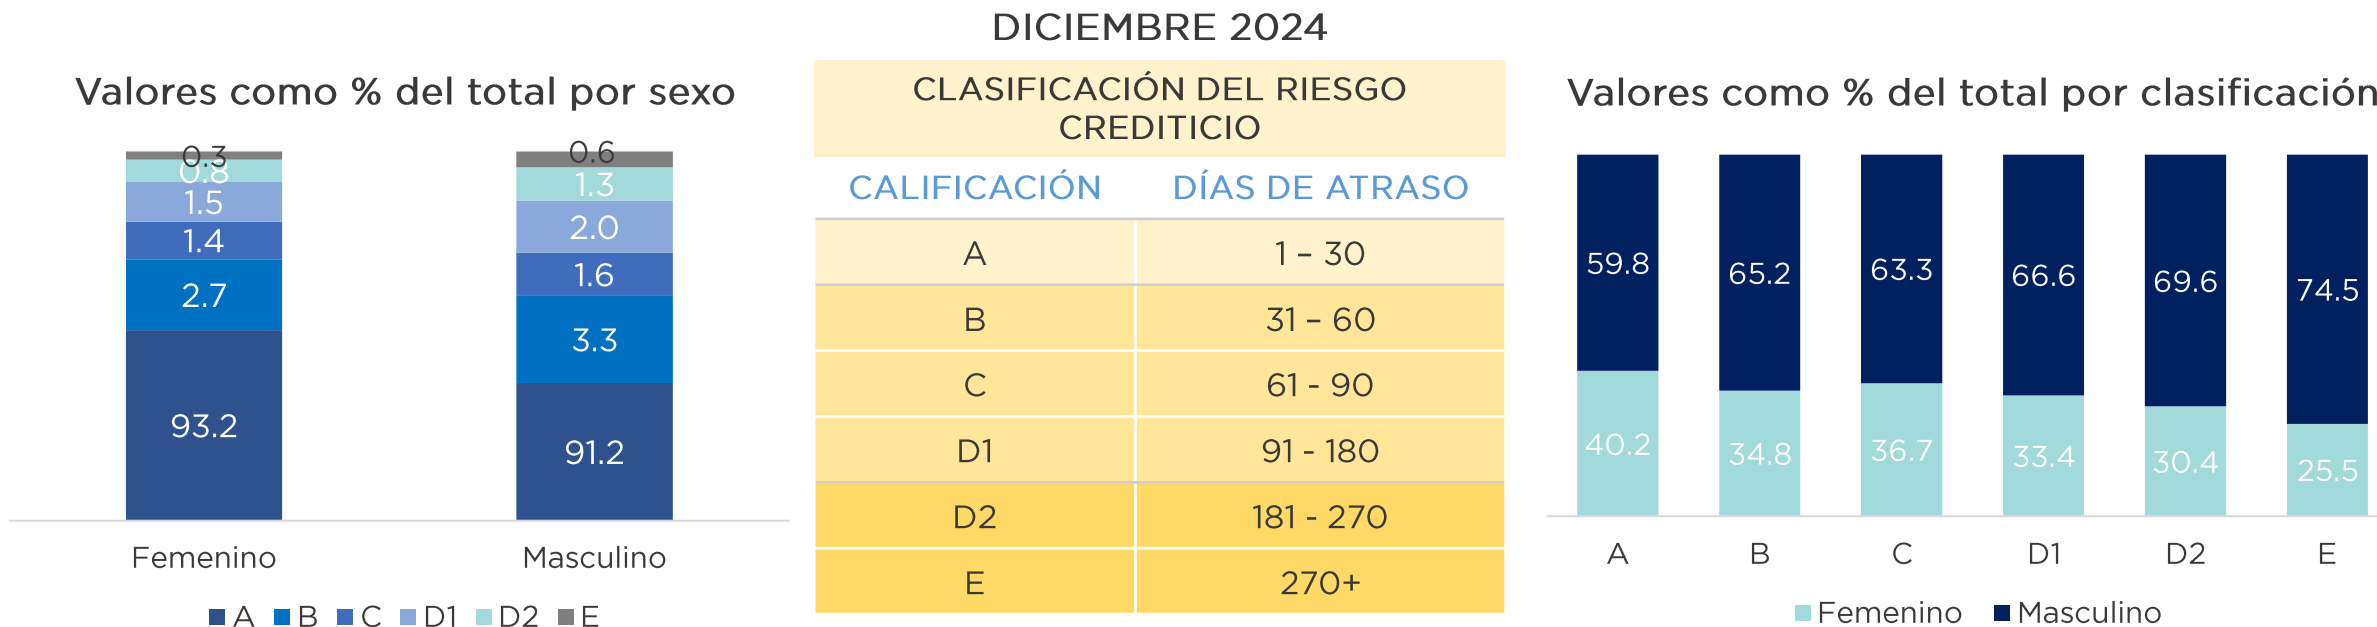 DICIEMBRE 2024
Valores como % del total por sexo
0.3
0.8
1.5
1.4
2.7
93.2
0.6
1.3
2.0
1.6
3.3
91.2
Femenino Masculino
A B C D1 D2 E
CLASIFICACIÓN DEL RIESGO
CREDITICIO
CALIFICACIÓN DÍAS DE ATRASO
A 1 – 30
B 31 – 60
C 61 - 90
D1 91 - 180
D2 181 - 270
E 270+
Valores como % del total por clasificación
59.8 65.2 63.3 66.6 69.6 74.5
40.2 34.8 36.7 33.4 30.4 25.5
A B C D1 D2 E
Femenino Masculino